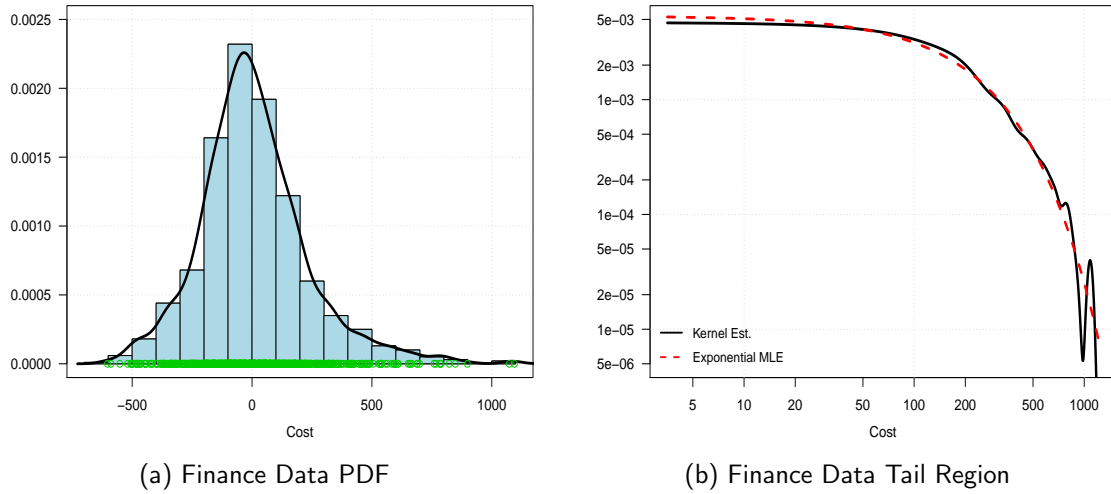 0.0025
0.0020
0.0015
0.0010
0.0005
0.0000
−500
0
500
1000
Cost
(a) Finance Data PDF
5e−03
2e−03
1e−03
5e−04
2e−04
1e−04
5e−05
2e−05
1e−05
5e−06
Kernel Est.
Exponential MLE
5
10
20
50
100
200
500
1000
Cost
(b) Finance Data Tail Region